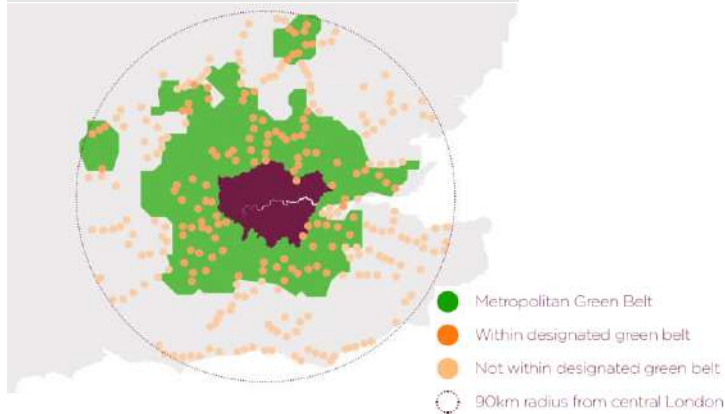 Metropolitan Green Belt
Within designated green belt
Not within designated green belt
90km radius from central London